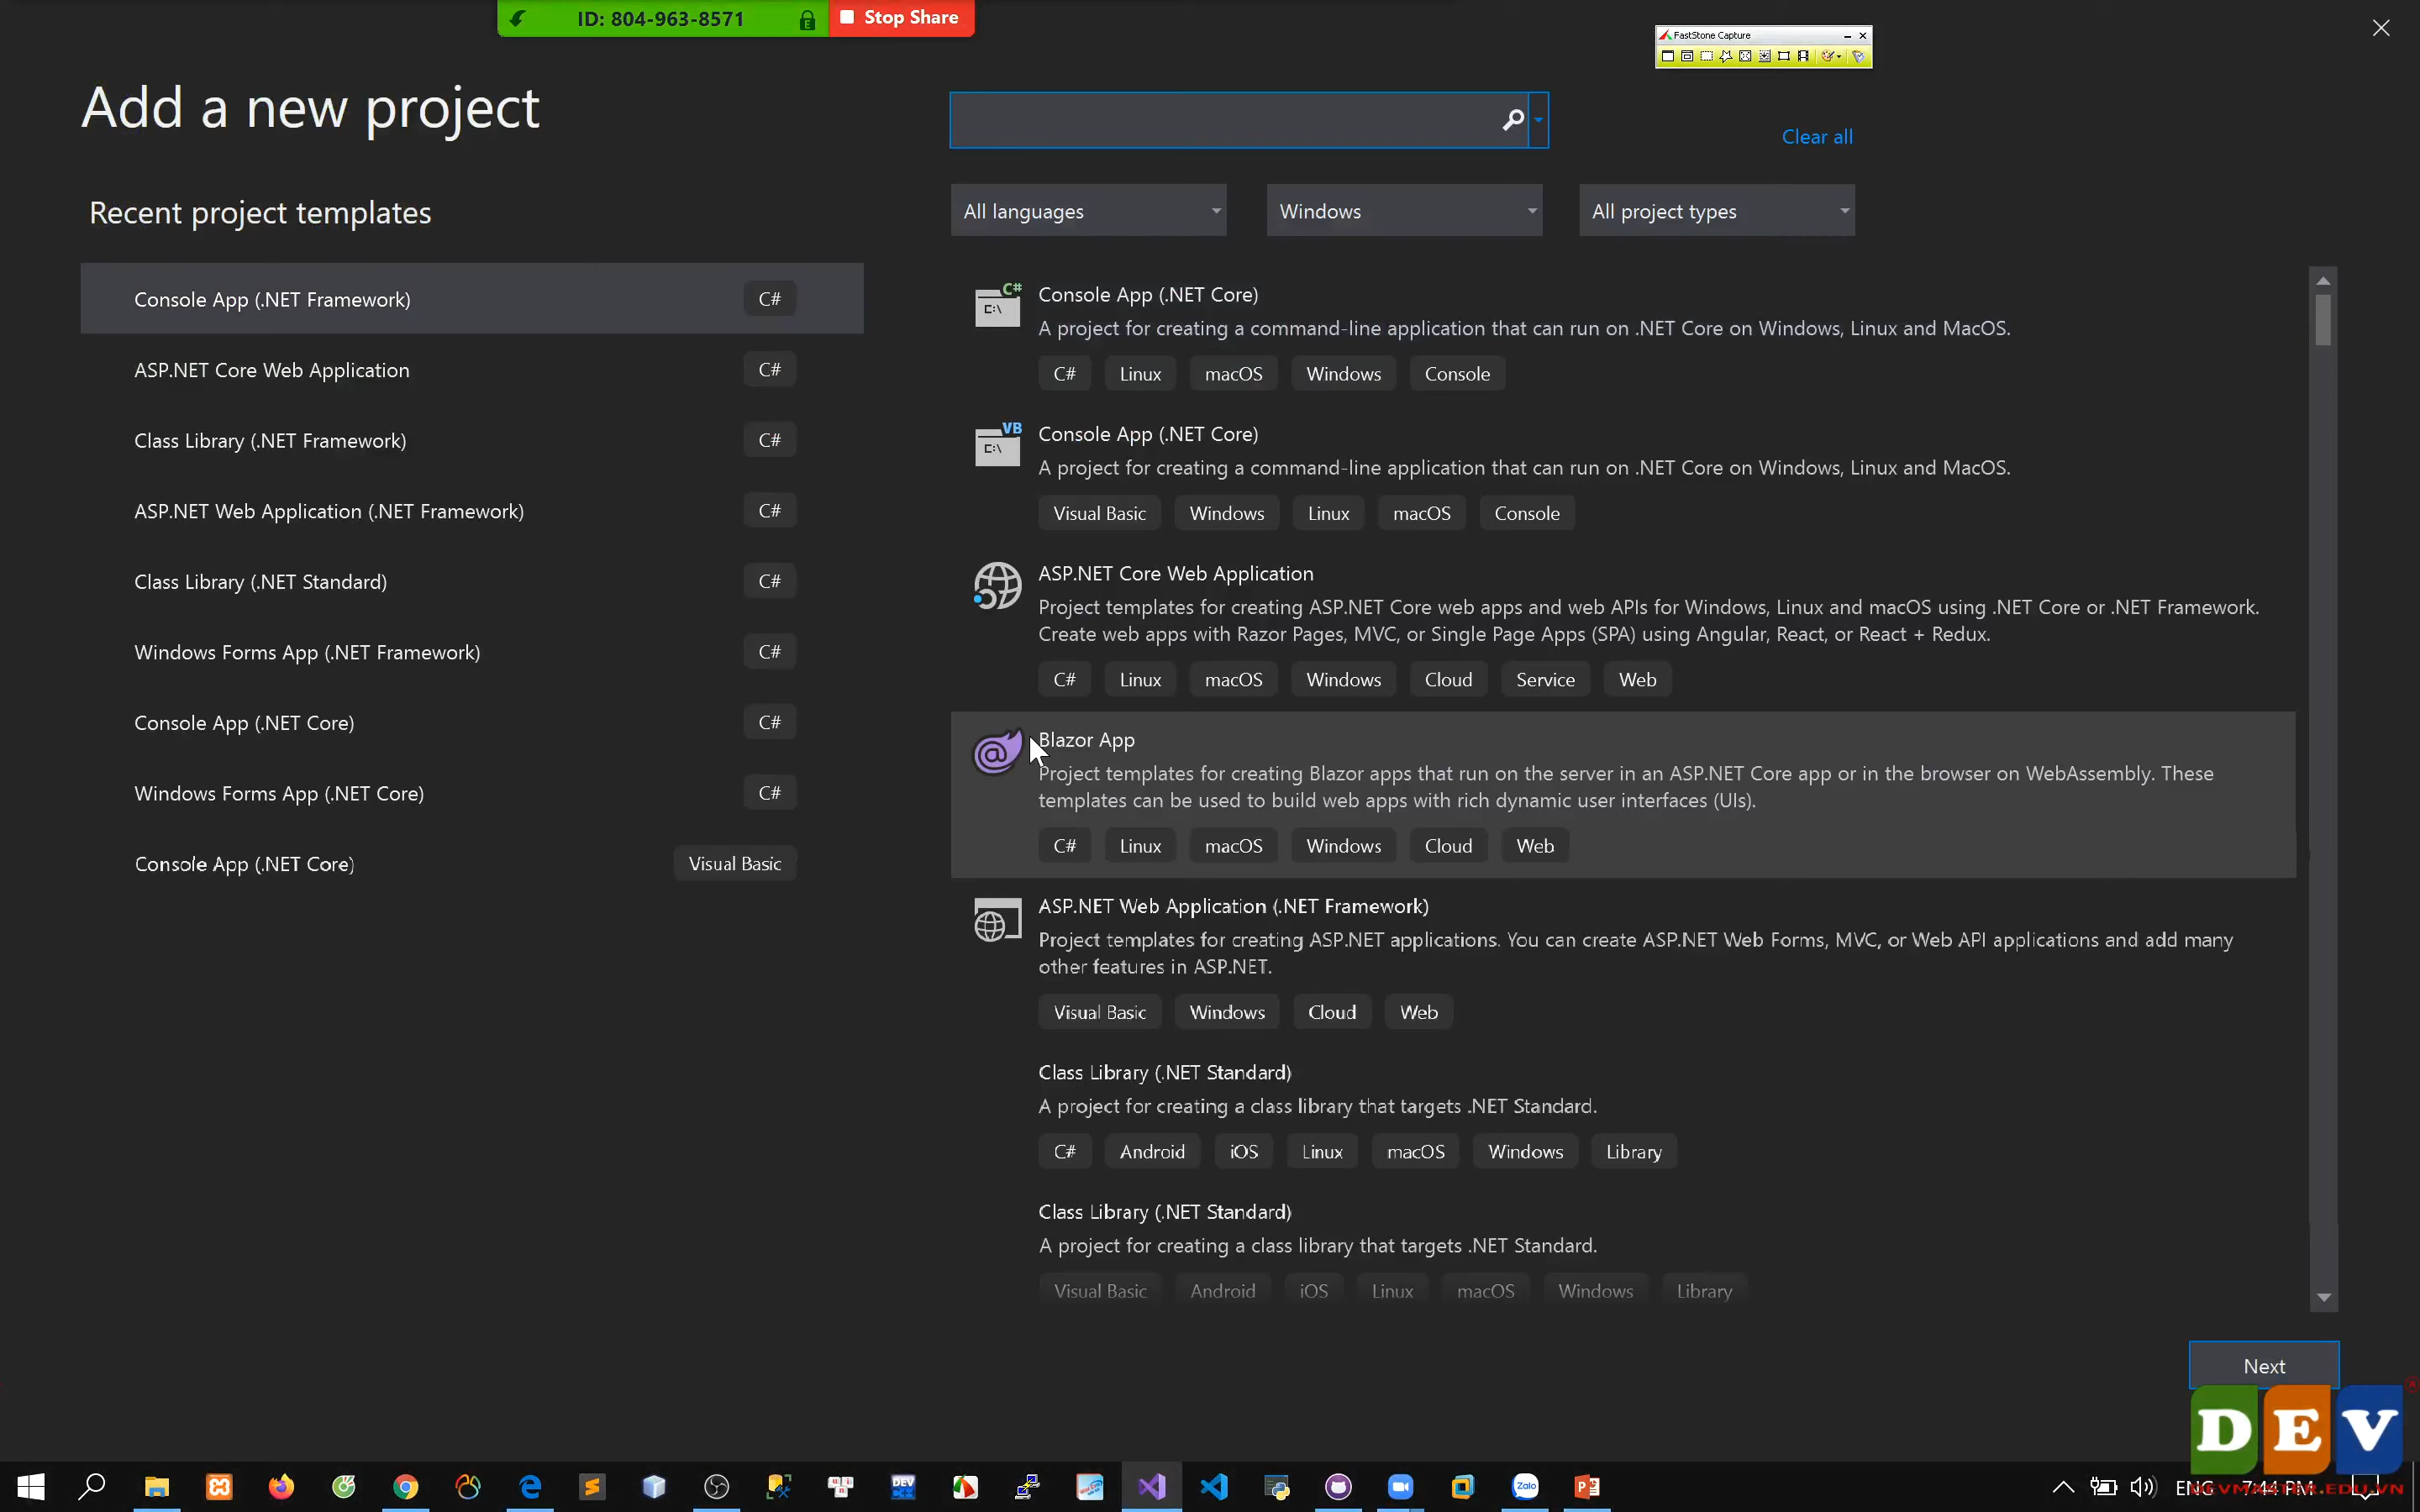 ID: 804-963-8571
Stop Share
FastStone Capture
Add a new project
Clear all
Recent project templates
All languages
Windows
All project types
Console App (.NET Framework) C#
ASP.NET Core Web Application C#
Class Library (.NET Framework) C#
ASP.NET Web Application (.NET Framework) C#
Class Library (.NET Standard) C#
Windows Forms App (.NET Framework) C#
Console App (.NET Core) C#
Windows Forms App (.NET Core) C#
Console App (.NET Core) Visual Basic
C#
C:\
Console App (.NET Core)
A project for creating a command-line application that can run on .NET Core on Windows, Linux and MacOS.
C# Linux macOS Windows Console
VB
C:\
Console App (.NET Core)
A project for creating a command-line application that can run on .NET Core on Windows, Linux and MacOS.
Visual Basic Windows Linux macOS Console
ASP.NET Core Web Application
Project templates for creating ASP.NET Core web apps and web APIs for Windows, Linux and macOS using .NET Core or .NET Framework.
Create web apps with Razor Pages, MVC, or Single Page Apps (SPA) using Angular, React, or React + Redux.
C# Linux macOS Windows Cloud Service Web
Blazor App
Project templates for creating Blazor apps that run on the server in an ASP.NET Core app or in the browser on WebAssembly. These
templates can be used to build web apps with rich dynamic user interfaces (UIs).
C# Linux macOS Windows Cloud Web
ASP.NET Web Application (.NET Framework)
Project templates for creating ASP.NET applications. You can create ASP.NET Web Forms, MVC, or Web API applications and add many
other features in ASP.NET.
Visual Basic Windows Cloud Web
Class Library (.NET Standard)
A project for creating a class library that targets .NET Standard.
C# Android iOS Linux macOS Windows Library
Class Library (.NET Standard)
A project for creating a class library that targets .NET Standard.
Visual Basic Android iOS Linux macOS Windows Library
Next
DEV
DEVMASTER.EDU.VN
DEV
Zalo
ENG
7:44 PM